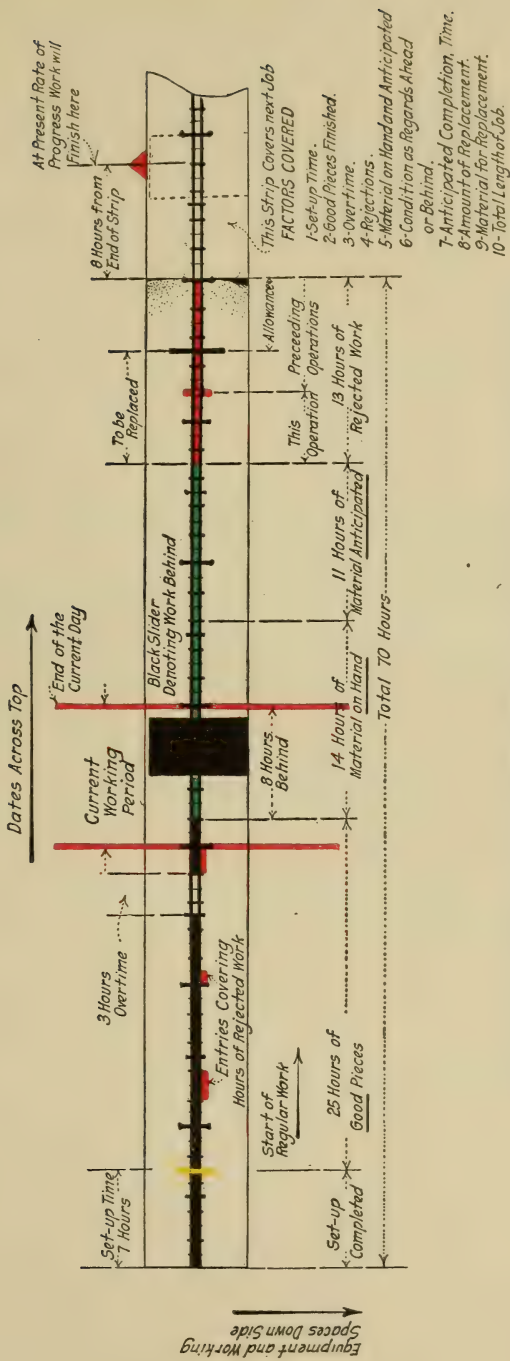 Dates Across Top
Equipment and Working
Spaces Down Side
Set-up Time
7 Hours
3 Hours
Overtime
Current
Working
Period
End of the
Current Day
Black Slider
Denoting Work Behind
To be
Replaced
8 Hours from
End of Strip
At Present Rate of
Progress Work will
Finish here
Entries Covering
Hours of Rejected Work
Start of
Regular Work
8 Hours
Behind
This
Operation
Preceeding
Operations
Allowance
This Strip Covers next Job
Set-up
Completed
25 Hours of
Good Pieces
14 Hours of
Material on Hand
11 Hours of
Material Anticipated
13 Hours of
Rejected Work
Total 70 Hours
FACTORS COVERED
1-Set-up Time.
2-Good Pieces Finished.
3-Overtime.
4-Rejections.
5-Material on Hand and Anticipated
6-Condition as Regards Ahead
or Behind.
7-Anticipated Completion, Time.
8-Amount of Replacement.
9-Material for Replacement.
10-Total Length of Job.